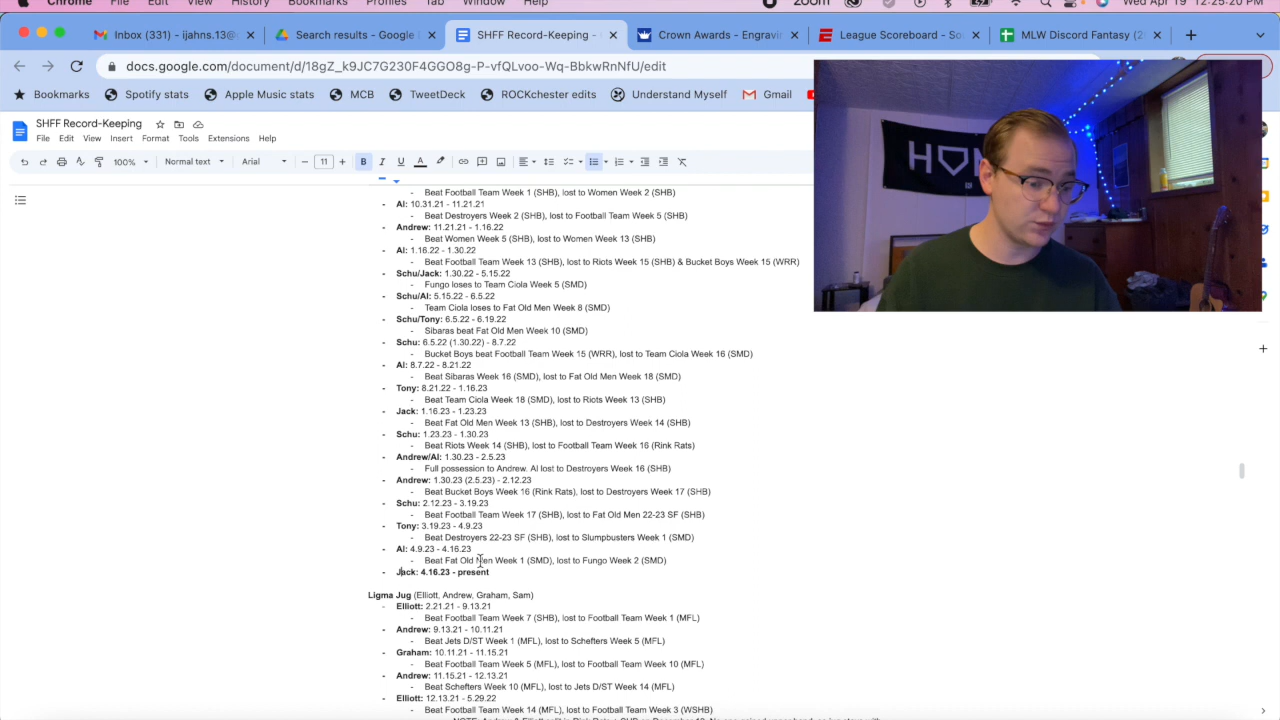 Chrome File Edit View History Bookmarks Profiles Tab Window Help zoom Wed Apr 19 12:25:20 PM
Inbox (331) - ijahns.13@ Search results - Google SHFF Record-Keeping - Crown Awards - Engravin League Scoreboard - So MLW Discord Fantasy (2
docs.google.com/document/d/18gZ_k9JC7G230F4GGO8g-P-vfQLvoo-Wq-BbkwRnNfU/edit
Bookmarks Spotify stats Apple Music stats MCB TweetDeck ROCKchester edits Understand Myself Gmail
SHFF Record-Keeping
File Edit View Insert Format Tools Extensions Help
100% Normal text Arial 11 B I U A
- Beat Football Team Week 1 (SHB), lost to Women Week 2 (SHB)
- Al: 10.31.21 - 11.21.21
- Beat Destroyers Week 2 (SHB), lost to Football Team Week 5 (SHB)
- Andrew: 11.21.21 - 1.16.22
- Beat Women Week 5 (SHB), lost to Women Week 13 (SHB)
- Al: 1.16.22 - 1.30.22
- Beat Football Team Week 13 (SHB), lost to Riots Week 15 (SHB) & Bucket Boys Week 15 (WRR)
- Schu/Jack: 1.30.22 - 5.15.22
- Fungo loses to Team Ciola Week 5 (SMD)
- Schu/Al: 5.15.22 - 6.5.22
- Team Ciola loses to Fat Old Men Week 8 (SMD)
- Schu/Tony: 6.5.22 - 6.19.22
- Sibaras beat Fat Old Men Week 10 (SMD)
- Schu: 6.5.22 (1.30.22) - 8.7.22
- Bucket Boys beat Football Team Week 15 (WRR), lost to Team Ciola Week 16 (SMD)
- Al: 8.7.22 - 8.21.22
- Beat Sibaras Week 16 (SMD), lost to Fat Old Men Week 18 (SMD)
- Tony: 8.21.22 - 1.16.23
- Beat Team Ciola Week 18 (SMD), lost to Riots Week 13 (SHB)
- Jack: 1.16.23 - 1.23.23
- Beat Fat Old Men Week 13 (SHB), lost to Destroyers Week 14 (SHB)
- Schu: 1.23.23 - 1.30.23
- Beat Riots Week 14 (SHB), lost to Football Team Week 16 (Rink Rats)
- Andrew/Al: 1.30.23 - 2.5.23
- Full possession to Andrew. Al lost to Destroyers Week 16 (SHB)
- Andrew: 1.30.23 (2.5.23) - 2.12.23
- Beat Bucket Boys Week 16 (Rink Rats), lost to Destroyers Week 17 (SHB)
- Schu: 2.12.23 - 3.19.23
- Beat Football Team Week 17 (SHB), lost to Fat Old Men 22-23 SF (SHB)
- Tony: 3.19.23 - 4.9.23
- Beat Destroyers 22-23 SF (SHB), lost to Slumpbusters Week 1 (SMD)
- Al: 4.9.23 - 4.16.23
- Beat Fat Old Men Week 1 (SMD), lost to Fungo Week 2 (SMD)
- Jack: 4.16.23 - present
Ligma Jug (Elliott, Andrew, Graham, Sam)
- Elliott: 2.21.21 - 9.13.21
- Beat Football Team Week 7 (SHB), lost to Football Team Week 1 (MFL)
- Andrew: 9.13.21 - 10.11.21
- Beat Jets D/ST Week 1 (MFL), lost to Schefters Week 5 (MFL)
- Graham: 10.11.21 - 11.15.21
- Beat Football Team Week 5 (MFL), lost to Football Team Week 10 (MFL)
- Andrew: 11.15.21 - 12.13.21
- Beat Schefters Week 10 (MFL), lost to Jets D/ST Week 14 (MFL)
- Elliott: 12.13.21 - 5.29.22
- Beat Football Team Week 14 (MFL), lost to Football Team Week 3 (WSHB)